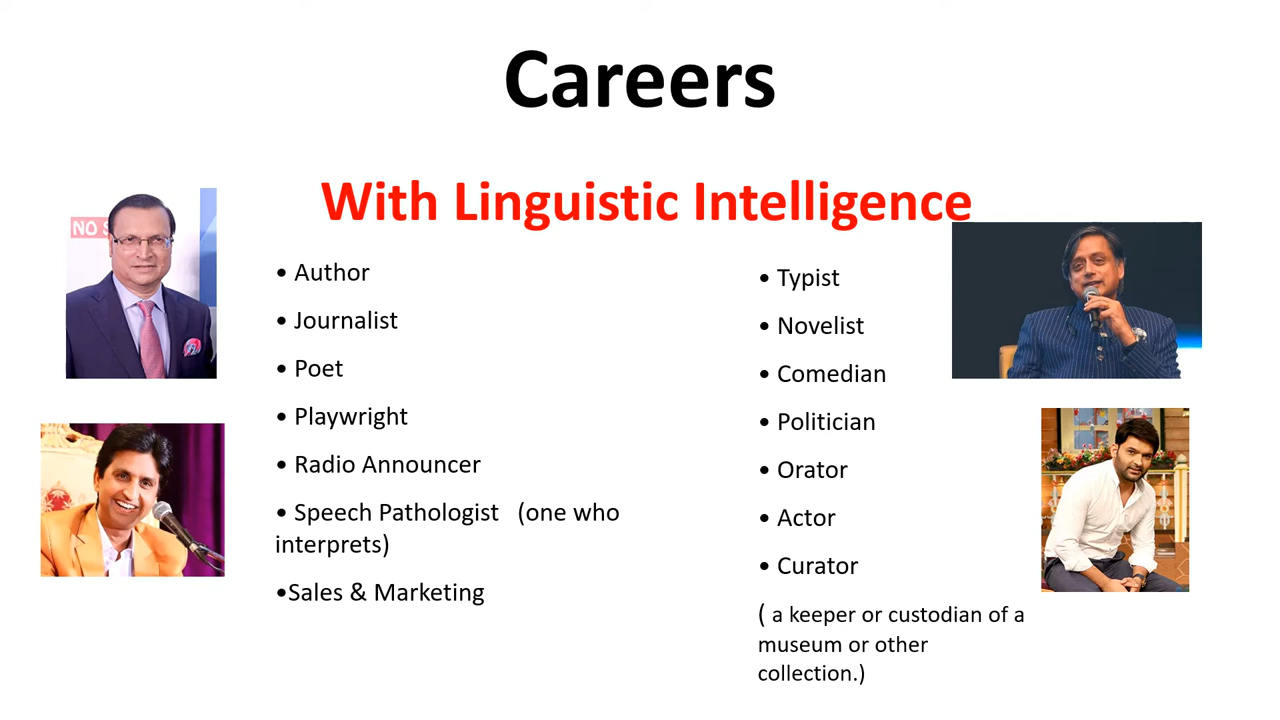 Careers
With Linguistic Intelligence
NO
• Author
• Journalist
• Poet
• Playwright
• Radio Announcer
• Speech Pathologist (one who
interprets)
•Sales & Marketing
• Typist
• Novelist
• Comedian
• Politician
• Orator
• Actor
• Curator
( a keeper or custodian of a
museum or other
collection.)